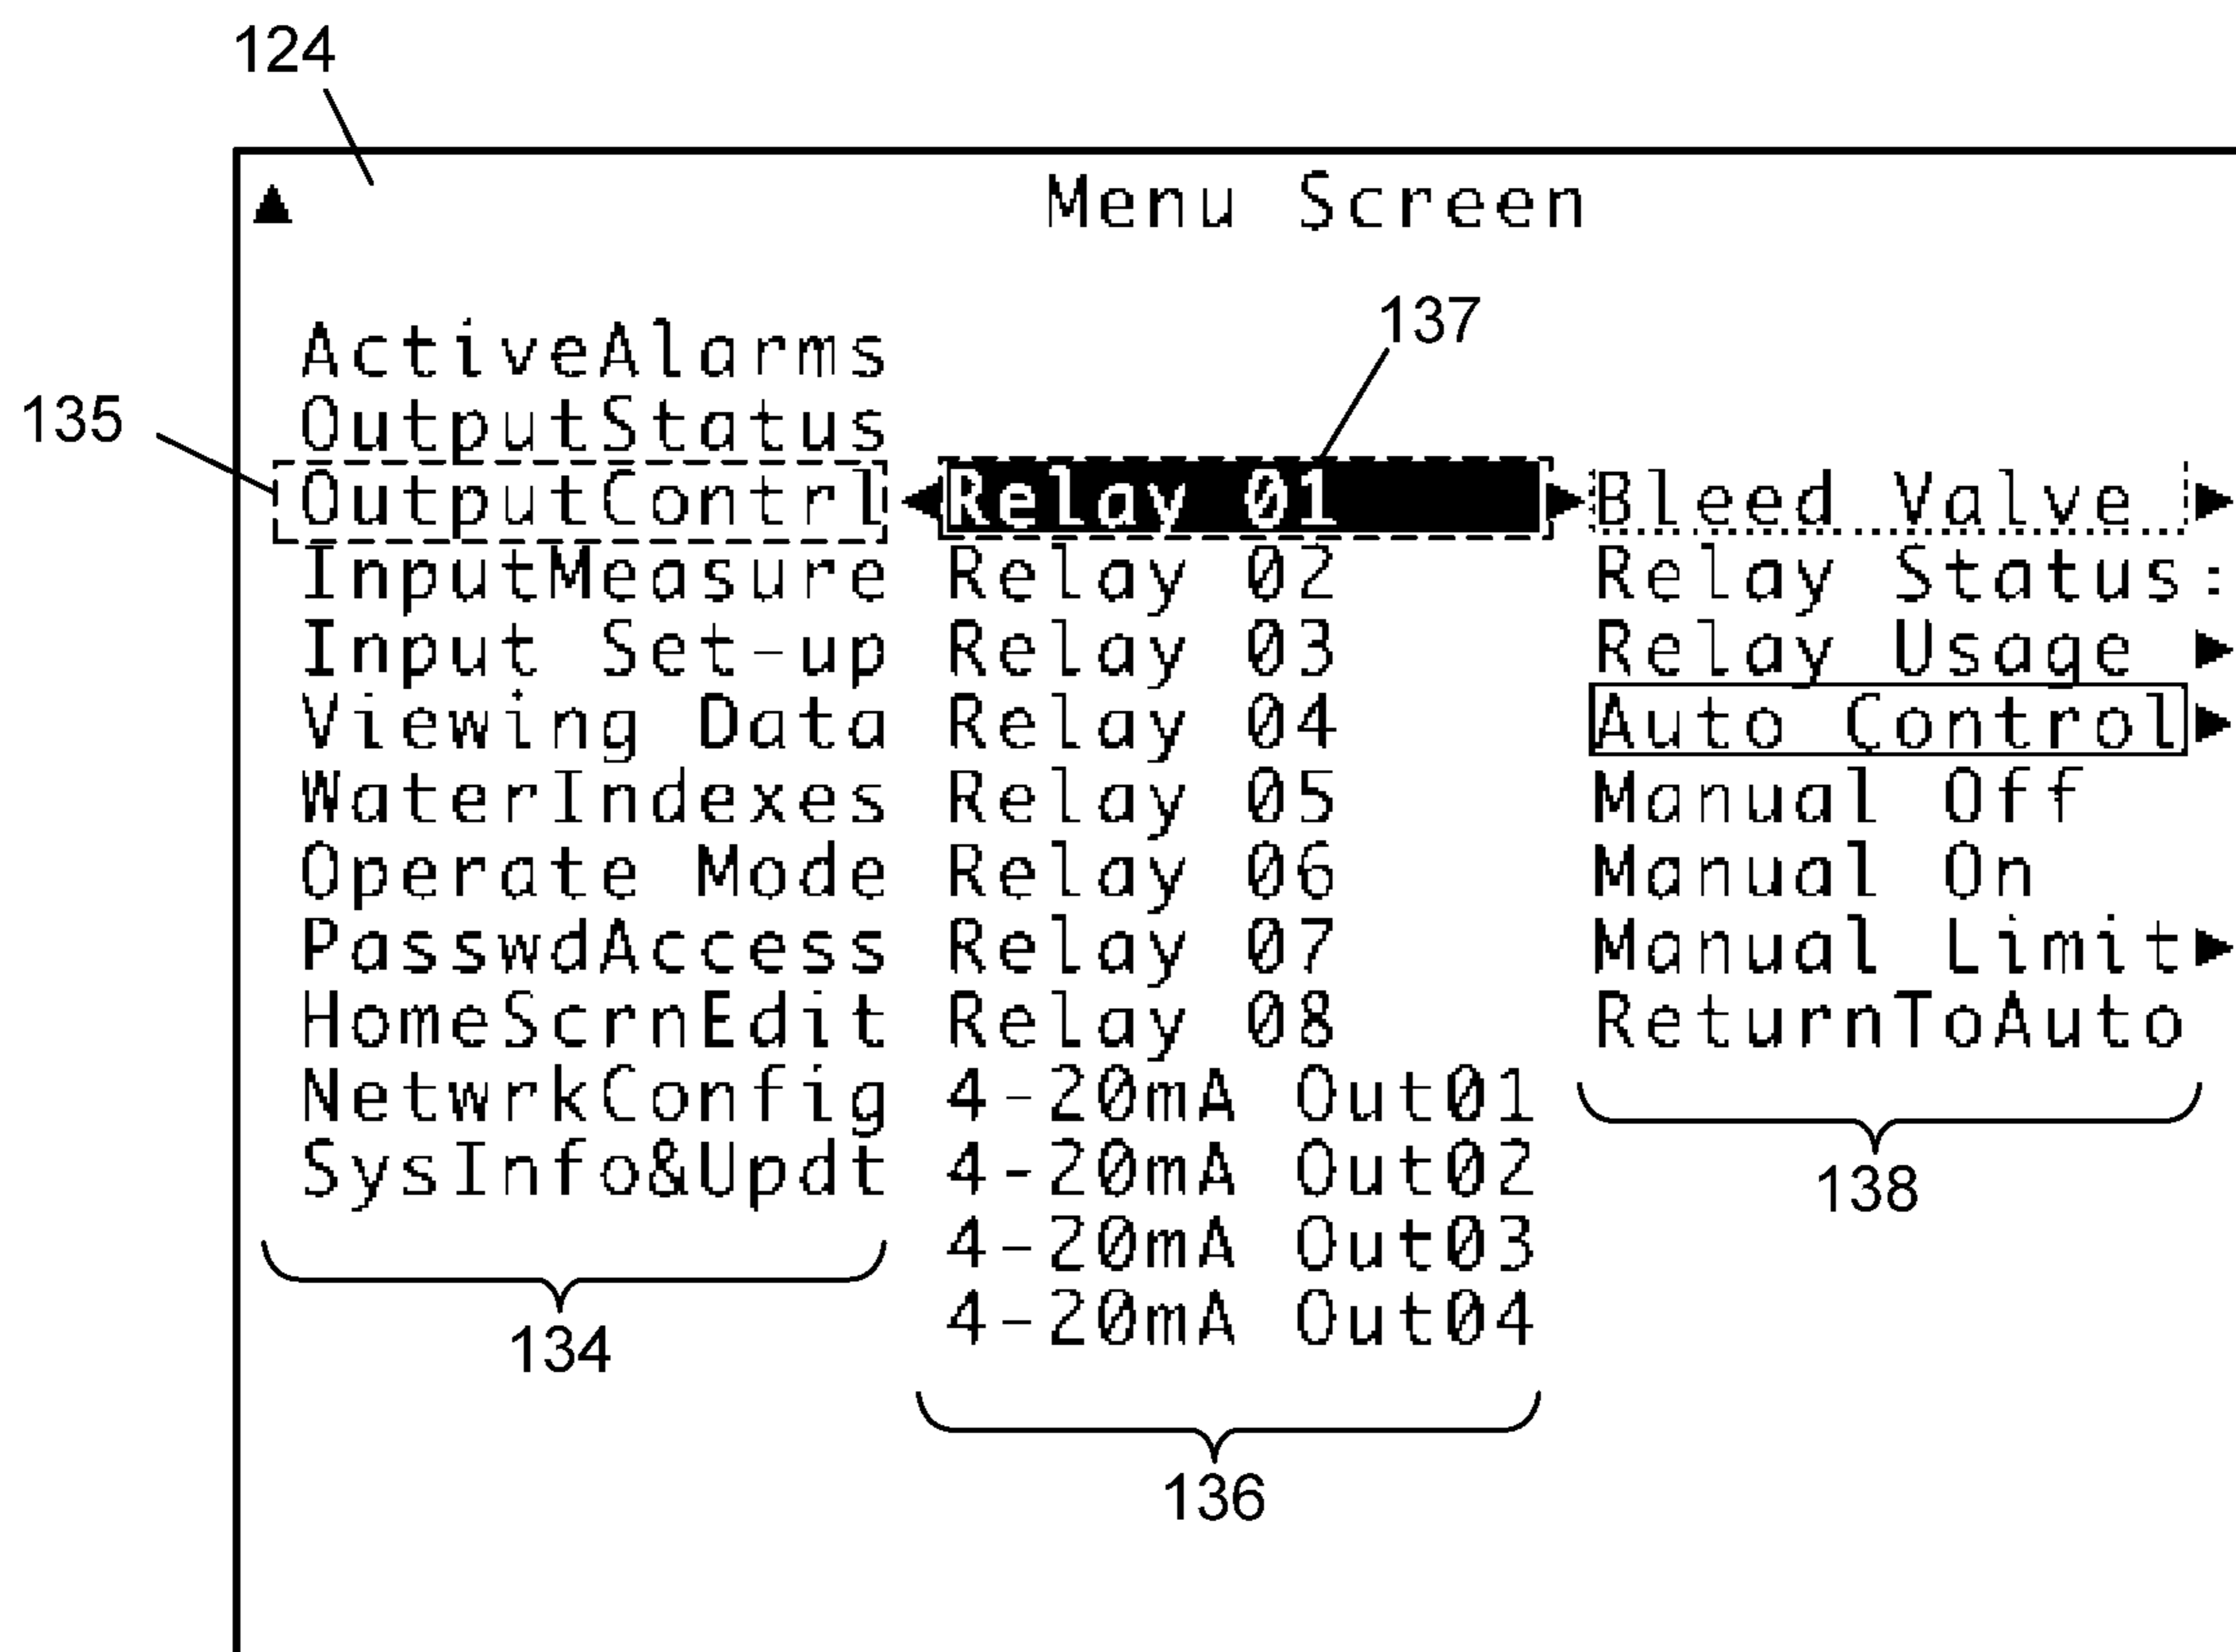 124
Menu Screen
137
ActiveAlarms
135 OutputStatus
OutputContrl Relay 01 Bleed Valve
InputMeasure Relay 02 Relay Status:
Input Set-up Relay 03 Relay Usage
Viewing Data Relay 04 Auto Control
WaterIndexes Relay 05 Manual Off
Operate Mode Relay 06 Manual On
PasswdAccess Relay 07 Manual Limit
HomeScrnEdit Relay 08 ReturnToAuto
NetwrkConfig 4-20mA Out01
SysInfo&Updt 4-20mA Out02 138
4-20mA Out03
4-20mA Out04
134
136